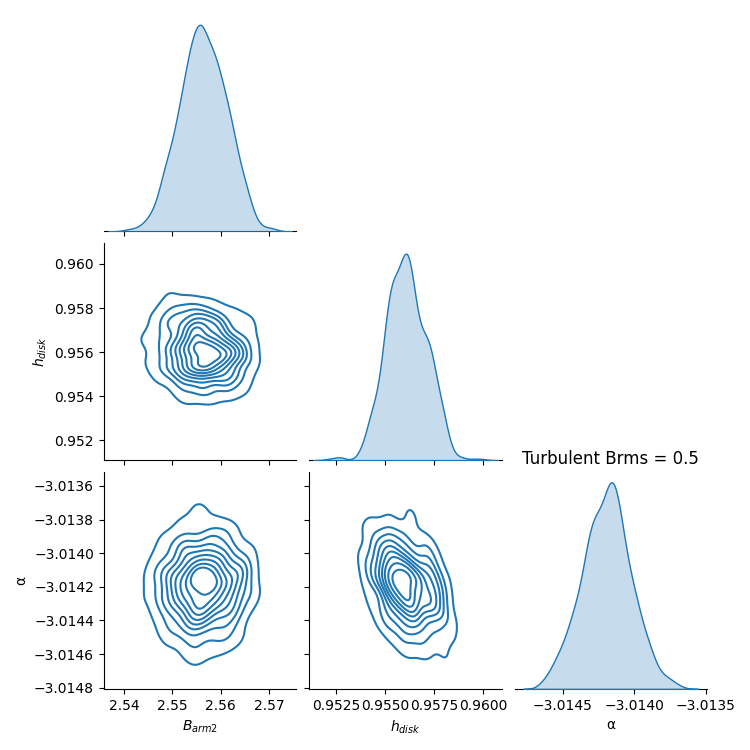 0.960
0.958
0.956
0.954
0.952
h_disk
Turbulent Brms = 0.5
−3.0136
−3.0138
−3.0140
−3.0142
−3.0144
−3.0146
−3.0148
α
2.54 2.55 2.56 2.57
B_arm2
0.9525 0.9550 0.9575 0.9600
h_disk
−3.0145 −3.0140 −3.0135
α